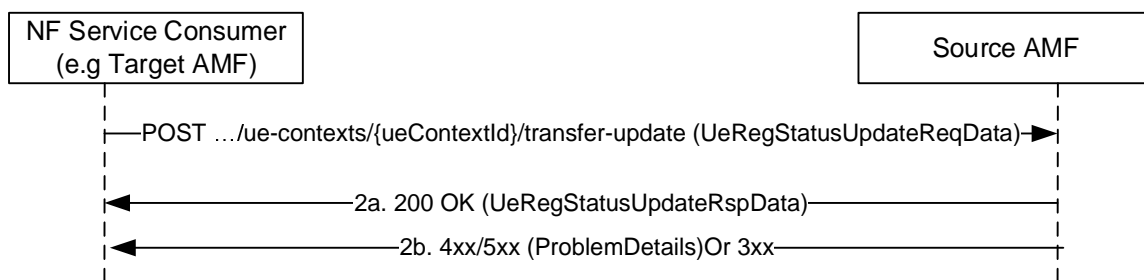 NF Service Consumer
(e.g Target AMF)
Source AMF
POST …/ue-contexts/{ueContextId}/transfer-update (UeRegStatusUpdateReqData)
2a. 200 OK (UeRegStatusUpdateRspData)
2b. 4xx/5xx (ProblemDetails)Or 3xx